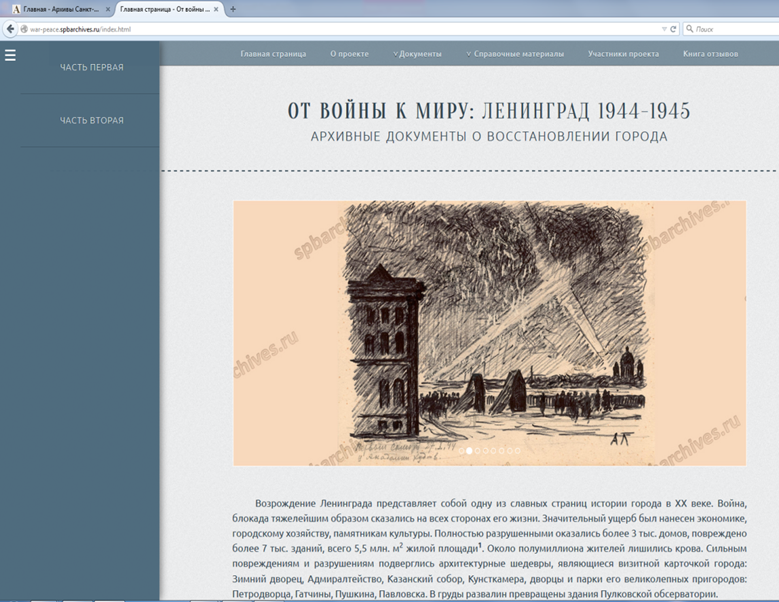 Главная - Архивы Санкт-...
Главная страница - От войны ...
war-peace.spbarchives.ru/index.html
Поиск
Главная страница
О проекте
Документы
Справочные материалы
Участники проекта
Книга отзывов
ЧАСТЬ ПЕРВАЯ
ЧАСТЬ ВТОРАЯ
ОТ ВОЙНЫ К МИРУ: ЛЕНИНГРАД 1944-1945
АРХИВНЫЕ ДОКУМЕНТЫ О ВОССТАНОВЛЕНИИ ГОРОДА
spbarchives.ru
spbarchives.ru
chives.ru
spbarchives.ru
АП
Возрождение Ленинграда представляет собой одну из славных страниц истории города в XX веке. Война,
блокада тяжелейшим образом сказались на всех сторонах его жизни. Значительный ущерб был нанесен экономике,
городскому хозяйству, памятникам культуры. Полностью разрушенными оказались более 3 тыс. домов, повреждено
более 7 тыс. зданий, всего 5,5 млн. м² жилой площади¹. Около полумиллиона жителей лишились крова. Сильным
повреждениям и разрушениям подверглись архитектурные шедевры, являющиеся визитной карточкой города:
Зимний дворец, Адмиралтейство, Казанский собор, Кунсткамера, дворцы и парки его великолепных пригородов:
Петродворца, Гатчины, Пушкина, Павловска. В груды развалин превращены здания Пулковской обсерватории.